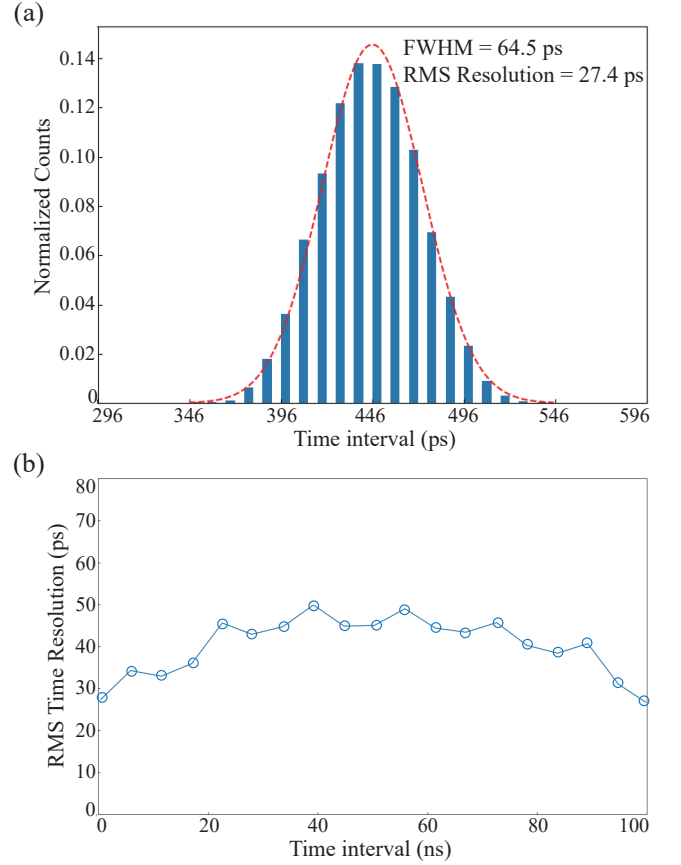 (a)
FWHM = 64.5 ps
RMS Resolution = 27.4 ps
0.14
0.12
0.10
0.08
0.06
0.04
0.02
0
Normalized Counts
296 346 396 446 496 546 596
Time interval (ps)
(b)
80
70
60
50
40
30
20
10
0
RMS Time Resolution (ps)
0 20 40 60 80 100
Time interval (ns)